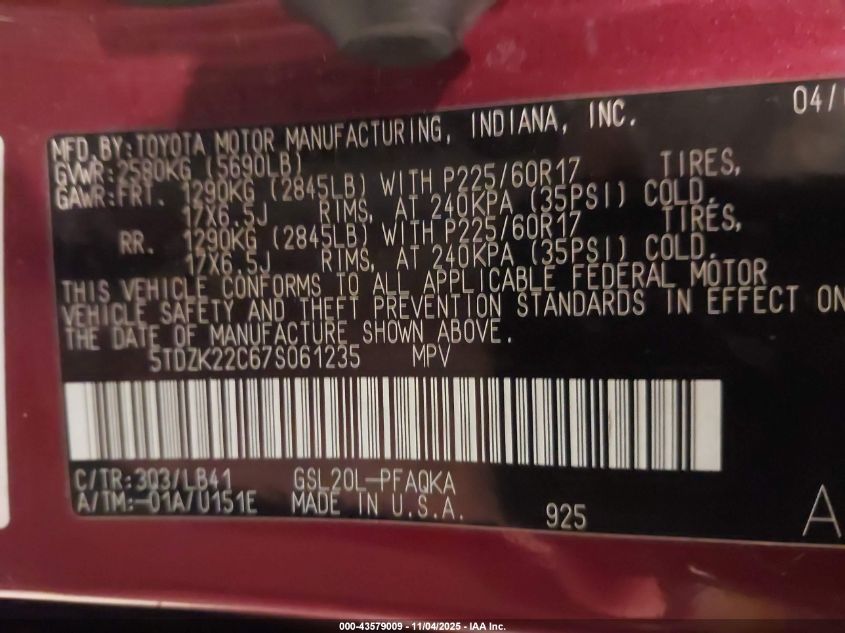 04/
MFD.BY:TOYOTA MOTOR MANUFACTURING, INDIANA, INC.
GVWR:2580KG (5690LB)
GAWR:FRT. 1290KG (2845LB) WITH P225/60R17 TIRES,
17X6.5J RIMS, AT 240KPA (35PSI) COLD.
RR. 1290KG (2845LB) WITH P225/60R17 TIRES,
17X6.5J RIMS, AT 240KPA (35PSI) COLD.
THIS VEHICLE CONFORMS TO ALL APPLICABLE FEDERAL MOTOR
VEHICLE SAFETY AND THEFT PREVENTION STANDARDS IN EFFECT ON
THE DATE OF MANUFACTURE SHOWN ABOVE.
5TDZK22C67S061235 MPV
C/TR:3Q3/LB41 GSL20L-PFAQKA
A/TM:-01A/U151E MADE IN U.S.A. 925
A
000-43579009 - 11/04/2025 - IAA Inc.